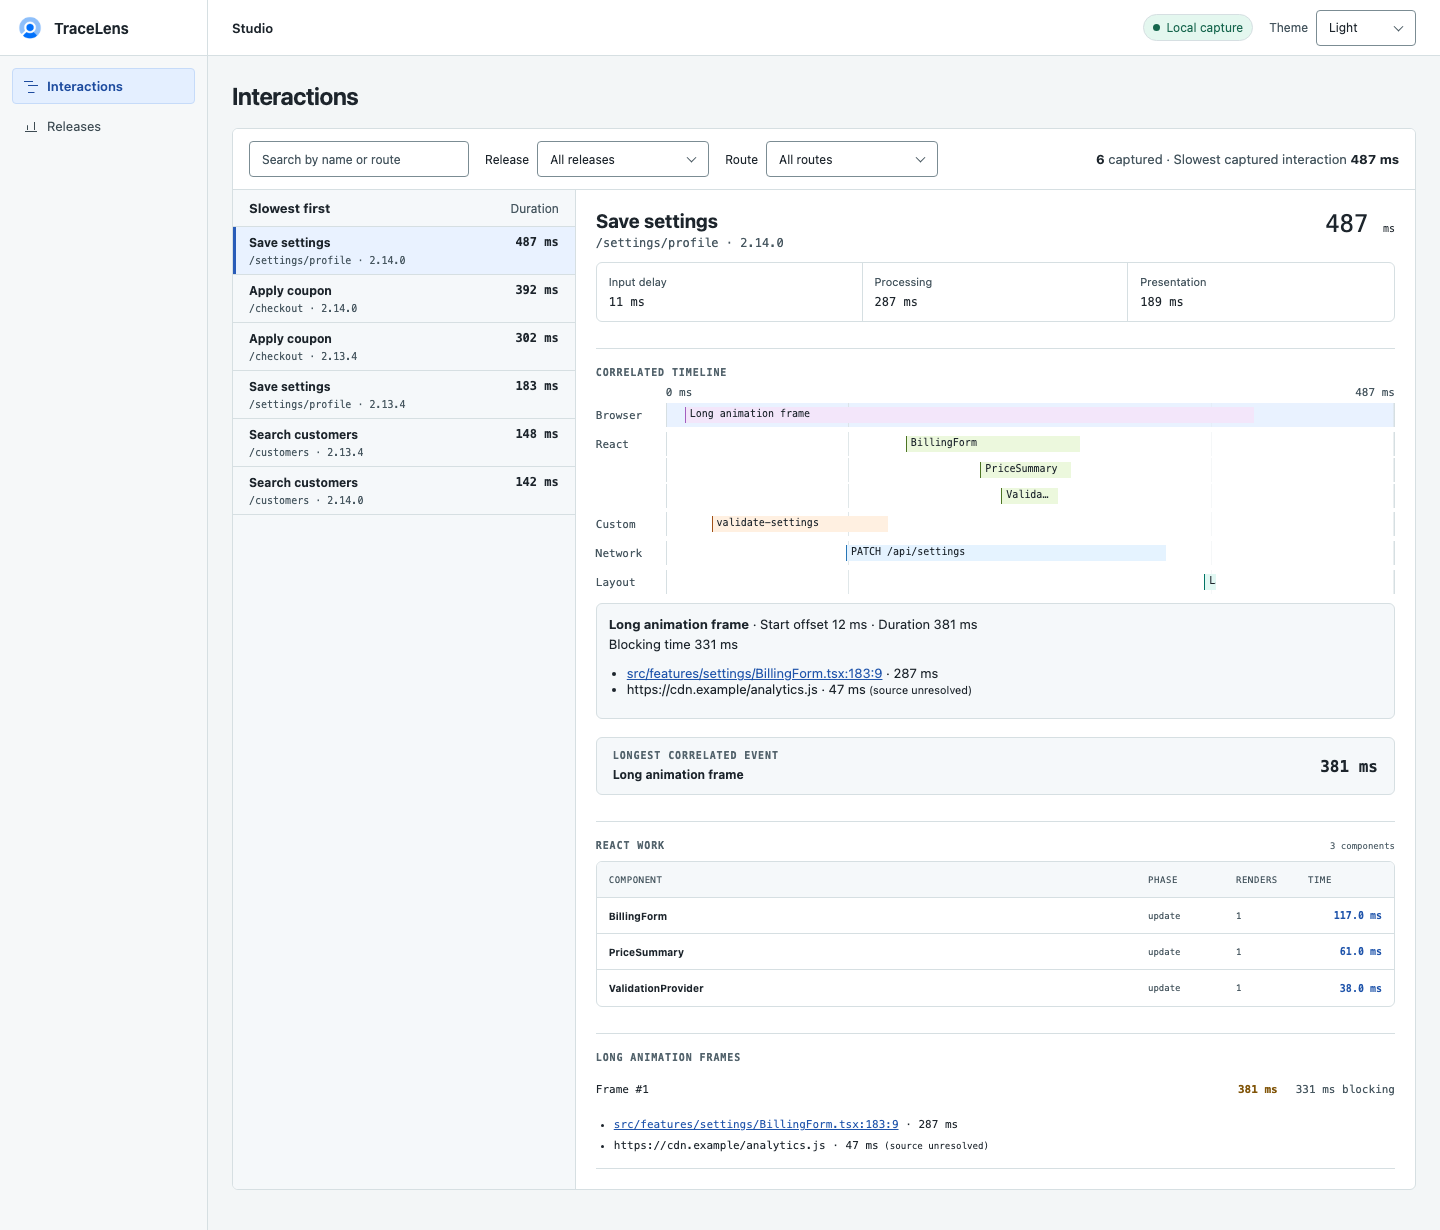 TraceLens
Studio
Local capture
Theme
Light
Interactions
Releases
Interactions
Search by name or route
Release
All releases
Route
All routes
6 captured · Slowest captured interaction 487 ms
Slowest first
Duration
Save settings
487 ms
/settings/profile · 2.14.0
Apply coupon
392 ms
/checkout · 2.14.0
Apply coupon
302 ms
/checkout · 2.13.4
Save settings
183 ms
/settings/profile · 2.13.4
Search customers
148 ms
/customers · 2.13.4
Search customers
142 ms
/customers · 2.14.0
Save settings
487 ms
/settings/profile · 2.14.0
Input delay
11 ms
Processing
287 ms
Presentation
189 ms
CORRELATED TIMELINE
0 ms
487 ms
Browser
Long animation frame
React
BillingForm
PriceSummary
Valida…
Custom
validate-settings
Network
PATCH /api/settings
Layout
L
Long animation frame · Start offset 12 ms · Duration 381 ms
Blocking time 331 ms
• src/features/settings/BillingForm.tsx:183:9 · 287 ms
• https://cdn.example/analytics.js · 47 ms (source unresolved)
LONGEST CORRELATED EVENT
Long animation frame
381 ms
REACT WORK
3 components
COMPONENT PHASE RENDERS TIME
BillingForm update 1 117.0 ms
PriceSummary update 1 61.0 ms
ValidationProvider update 1 38.0 ms
LONG ANIMATION FRAMES
Frame #1
381 ms 331 ms blocking
• src/features/settings/BillingForm.tsx:183:9 · 287 ms
• https://cdn.example/analytics.js · 47 ms (source unresolved)